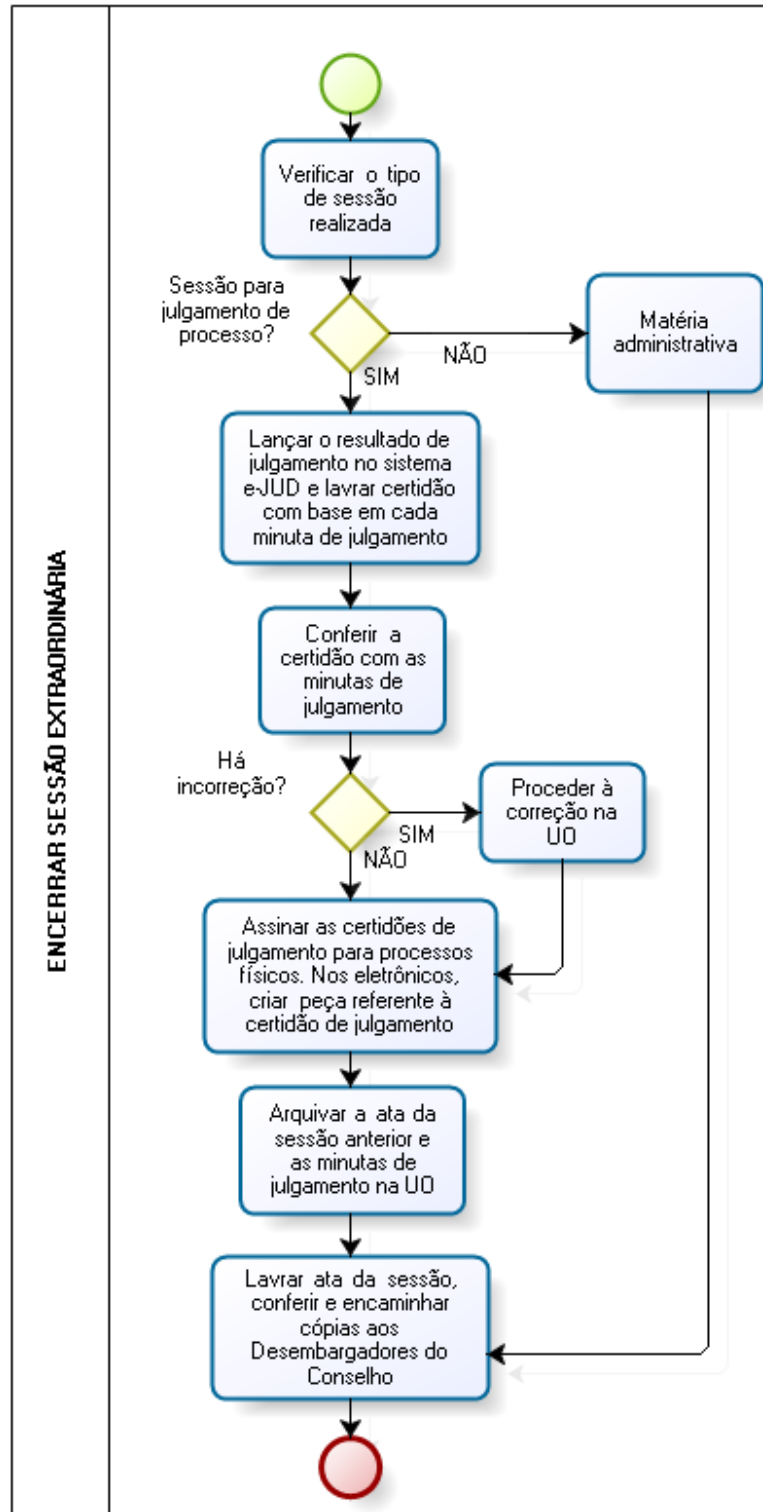 ENCERRAR SESSÃO EXTRAORDINÁRIA
Verificar o tipo
de sessão
realizada
Sessão para
julgamento de
processo?
NÃO
SIM
Matéria
administrativa
Lançar o resultado de
julgamento no sistema
e-JUD e lavrar certidão
com base em cada
minuta de julgamento
Conferir a
certidão com as
minutas de
julgamento
Há
incorreção?
SIM
NÃO
Proceder à
correção na
UO
Assinar as certidões de
julgamento para processos
físicos. Nos eletrônicos,
criar peça referente à
certidão de julgamento
Arquivar a ata da
sessão anterior e
as minutas de
julgamento na UO
Lavrar ata da sessão,
conferir e encaminhar
cópias aos
Desembargadores do
Conselho